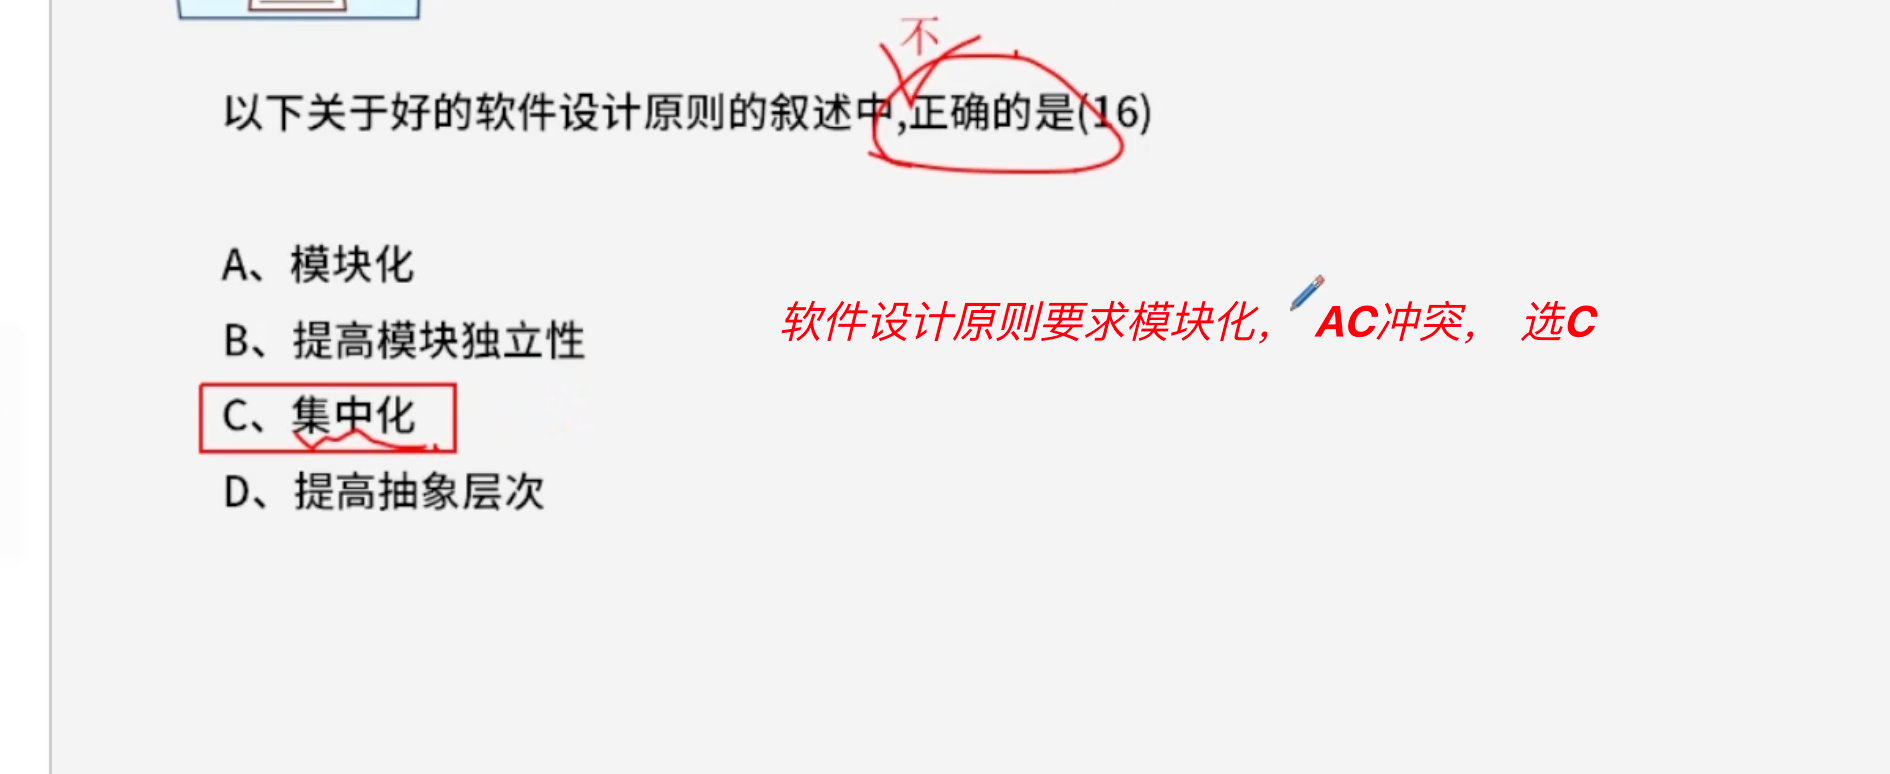 不
以下关于好的软件设计原则的叙述中,正确的是(16)
A、模块化
B、提高模块独立性
软件设计原则要求模块化， AC冲突， 选C
C、集中化
D、提高抽象层次